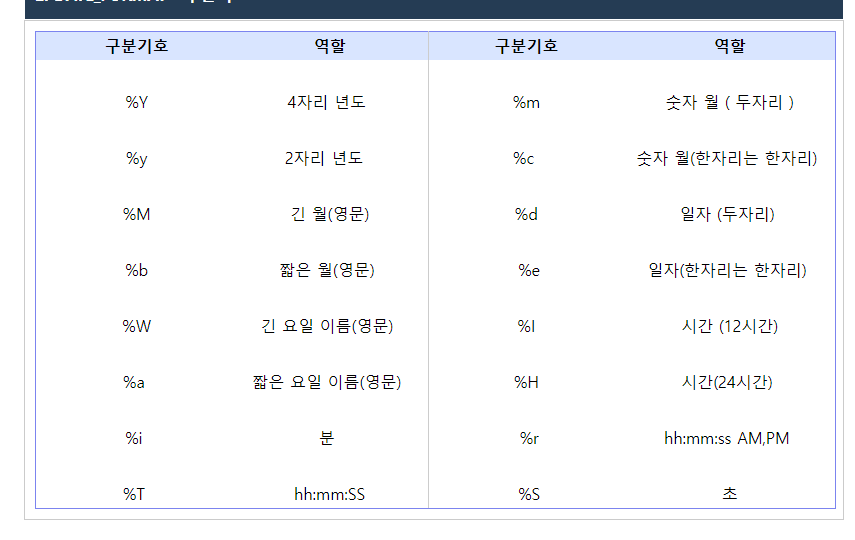 구분기호 역할 구분기호 역할
%Y 4자리 년도 %m 숫자 월 ( 두자리 )
%y 2자리 년도 %c 숫자 월(한자리는 한자리)
%M 긴 월(영문) %d 일자 (두자리)
%b 짧은 월(영문) %e 일자(한자리는 한자리)
%W 긴 요일 이름(영문) %I 시간 (12시간)
%a 짧은 요일 이름(영문) %H 시간(24시간)
%i 분 %r hh:mm:ss AM,PM
%T hh:mm:SS %S 초